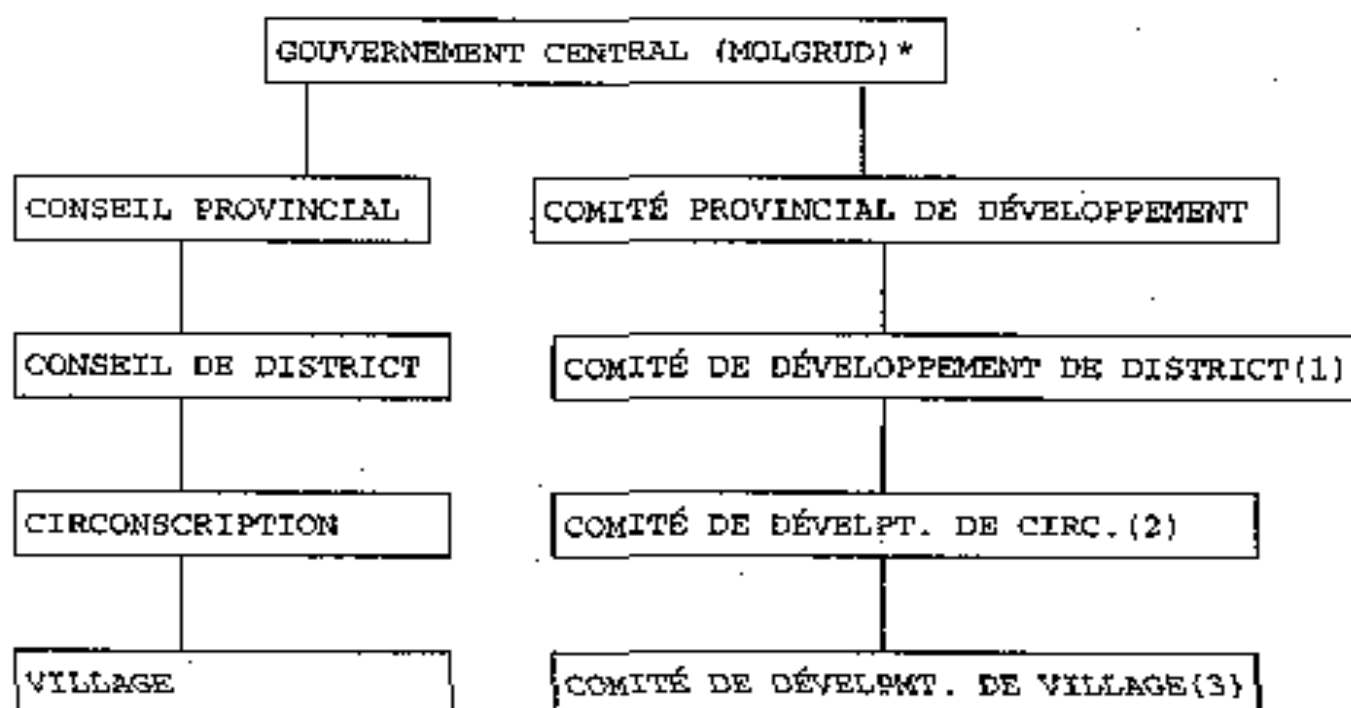 GOUVERNEMENT CENTRAL (MOLGRUD)*
CONSEIL PROVINCIAL
COMITÉ PROVINCIAL DE DÉVELOPPEMENT
CONSEIL DE DISTRICT
COMITÉ DE DÉVELOPPEMENT DE DISTRICT(1)
CIRCONSCRIPTION
COMITÉ DE DÉVELPT. DE CIRC.(2)
VILLAGE
COMITÉ DE DÉVELPMT. DE VILLAGE(3)